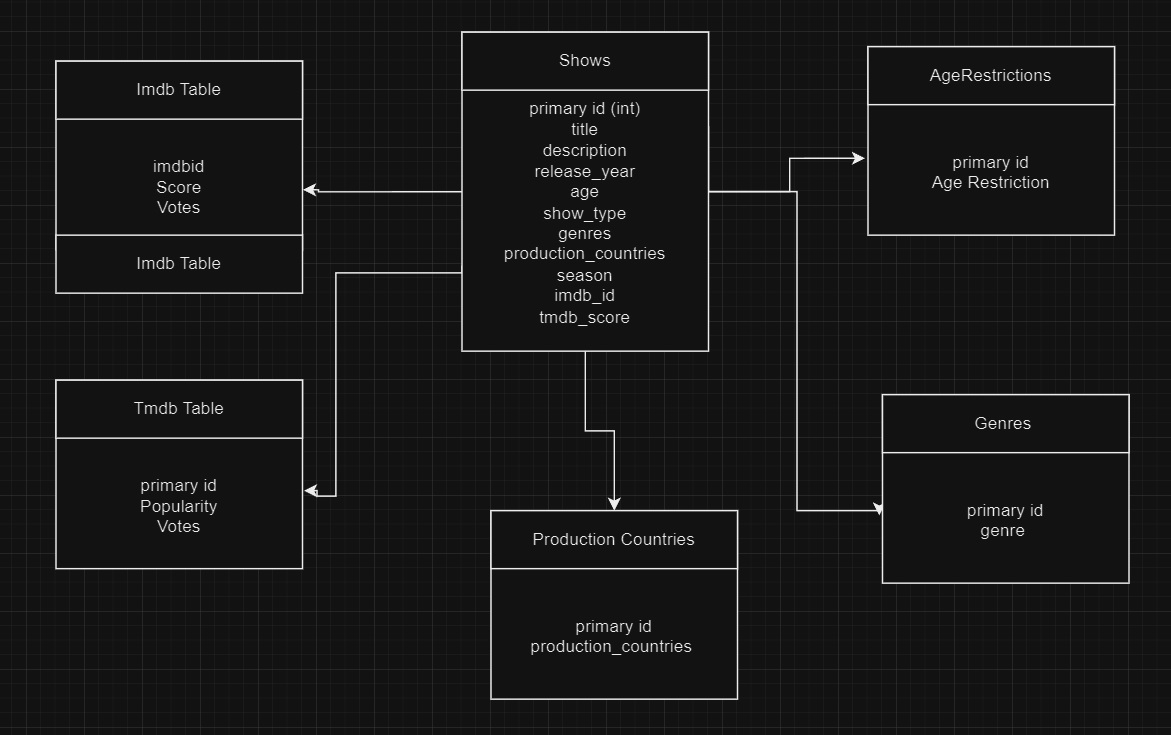 Imdb Table
imdbid
Score
Votes
Imdb Table
Shows
primary id (int)
title
description
release_year
age
show_type
genres
production_countries
season
imdb_id
tmdb_score
AgeRestrictions
primary id
Age Restriction
Tmdb Table
primary id
Popularity
Votes
Production Countries
primary id
production_countries
Genres
primary id
genre